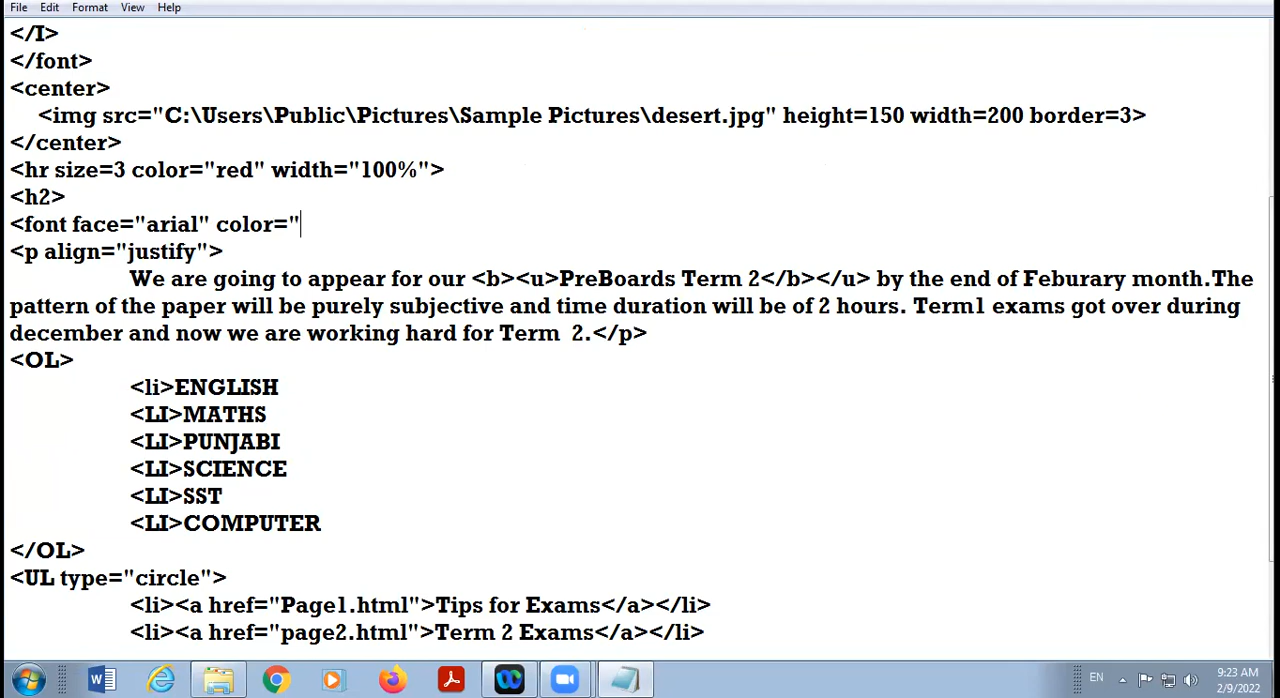 File Edit Format View Help
</I>
</font>
<center>
<img src="C:\Users\Public\Pictures\Sample Pictures\desert.jpg" height=150 width=200 border=3>
</center>
<hr size=3 color="red" width="100%">
<h2>
<font face="arial" color="
<p align="justify">
We are going to appear for our <b><u>PreBoards Term 2</b></u> by the end of Feburary month.The
pattern of the paper will be purely subjective and time duration will be of 2 hours. Term1 exams got over during
december and now we are working hard for Term  2.</p>
<OL>
<li>ENGLISH
<LI>MATHS
<LI>PUNJABI
<LI>SCIENCE
<LI>SST
<LI>COMPUTER
</OL>
<UL type="circle">
<li><a href="Page1.html">Tips for Exams</a></li>
<li><a href="page2.html">Term 2 Exams</a></li>
EN
9:23 AM
2/9/2022